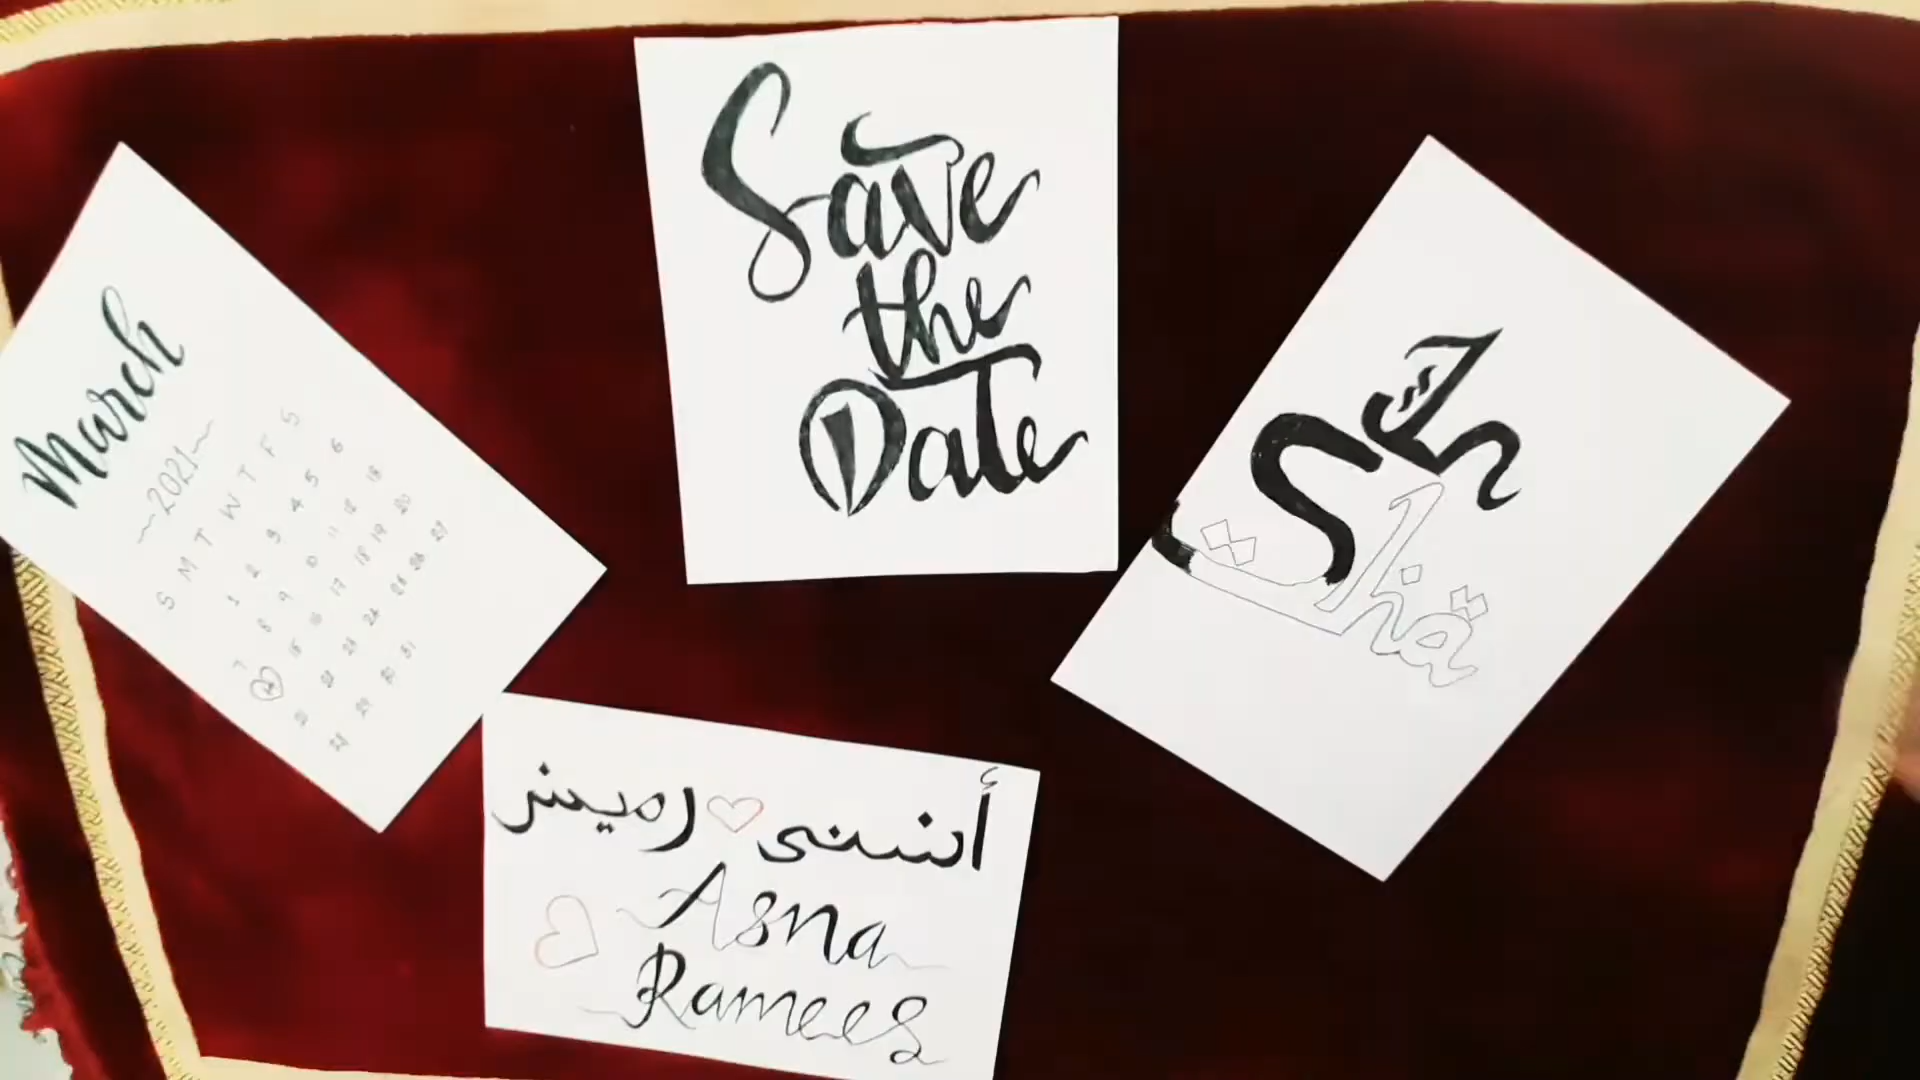 Save
the
Date
March
~2021~
S M T W T F S
1 2 3 4 5 6
7 8 9 10 11 12 13
15 16 17 18 19 20
21 22 23 24 25 26 27
28 29 30 31
أسنى رميس
Asna
Ramees